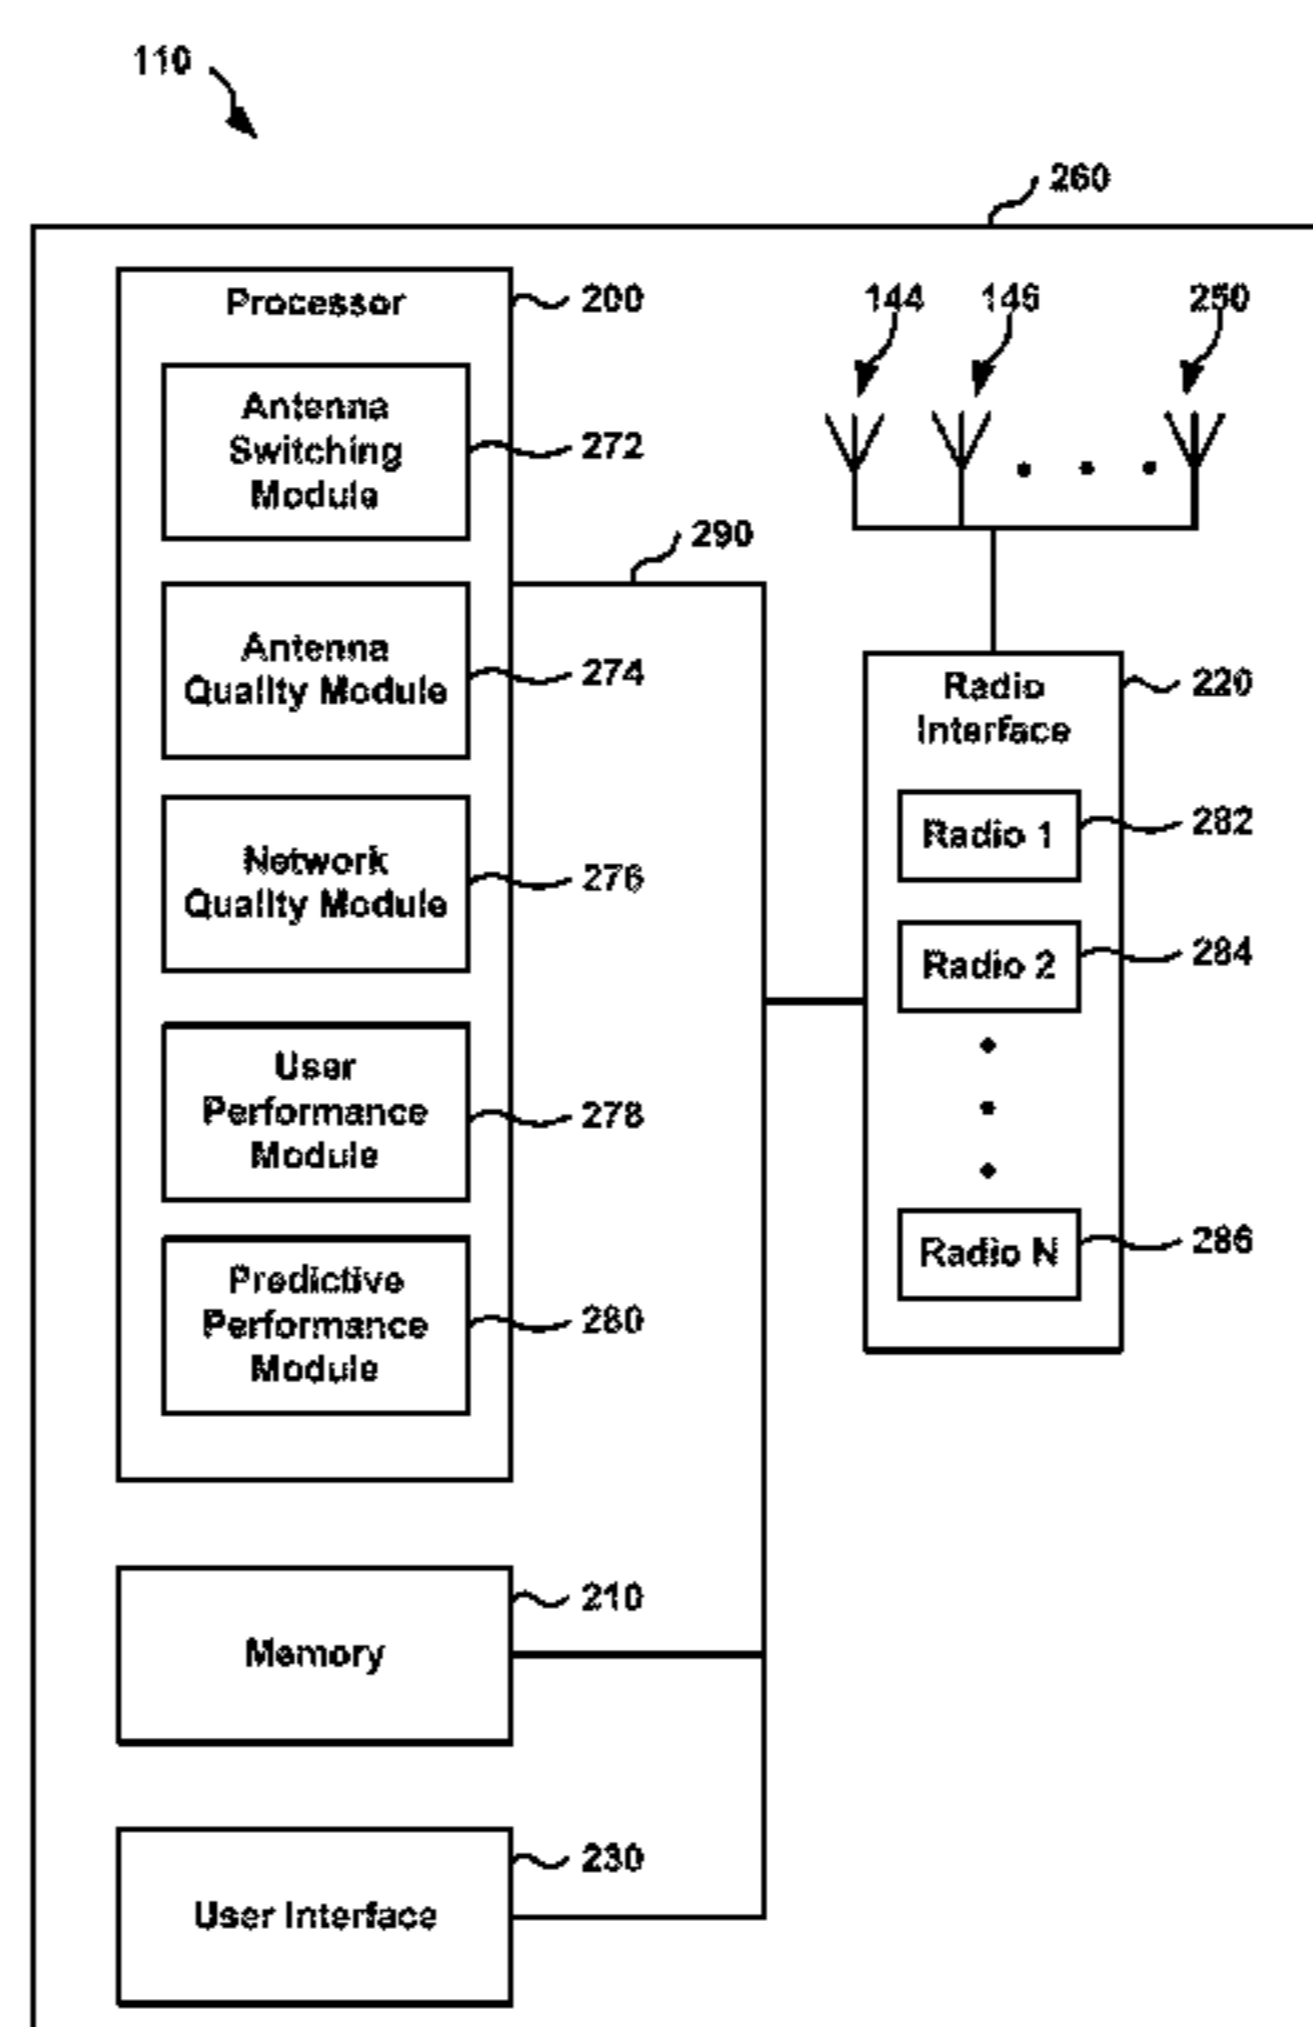 110
260
Processor
200
144
146
250
Antenna
Switching
Module
272
290
Antenna
Quality Module
274
Radio
Interface
220
Radio 1
282
Network
Quality Module
276
Radio 2
284
User
Performance
Module
278
Radio N
286
Predictive
Performance
Module
280
Memory
210
User Interface
230